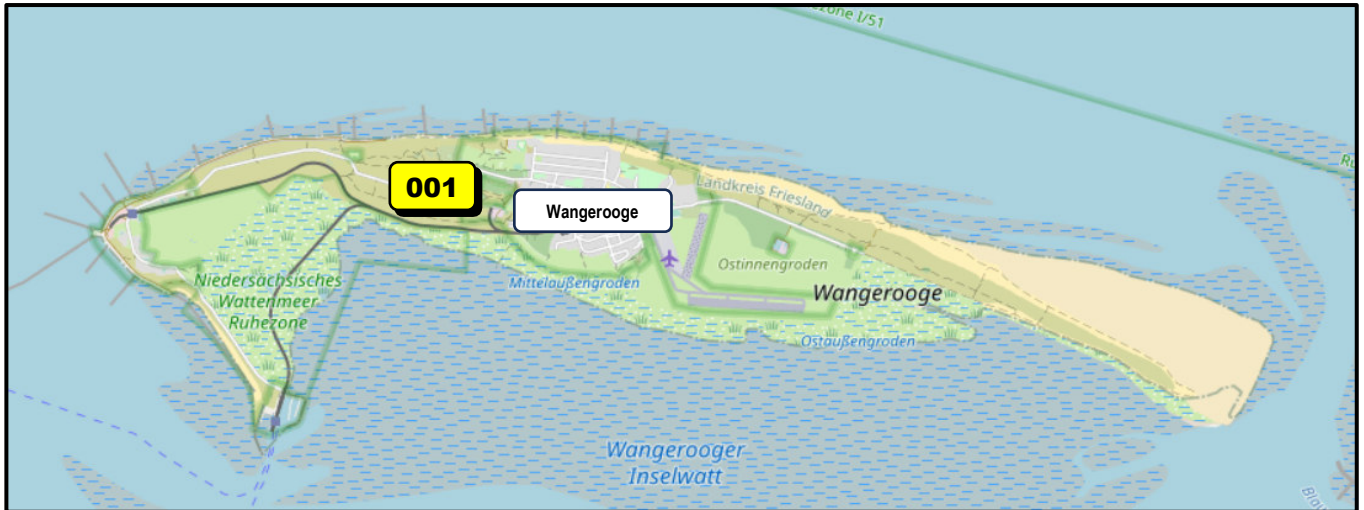 zone I/51
001
Wangerooge
Landkreis Friesland
Ostinnengroden
Niedersächsisches
Wattenmeer
Ruhezone
Mittelaußengroden
Wangerooge
Ostaußengroden
Wangerooger
Inselwatt